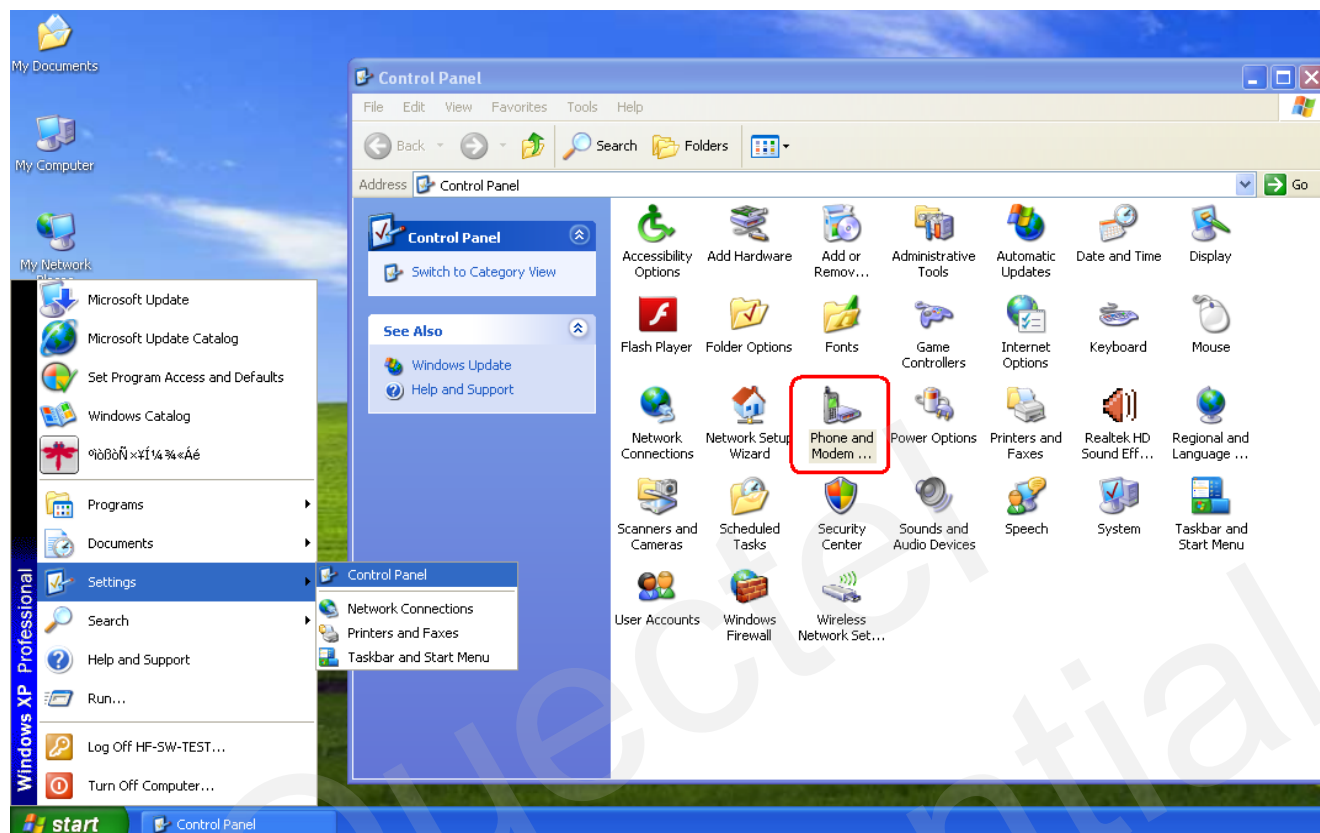 My Documents
My Computer
My Network
Control Panel
File Edit View Favorites Tools Help
Back Search Folders
Address Control Panel Go
Control Panel
Switch to Category View
See Also
Windows Update
Help and Support
Accessibility
Options
Add Hardware
Add or
Remov...
Administrative
Tools
Automatic
Updates
Date and Time
Display
Flash Player
Folder Options
Fonts
Game
Controllers
Internet
Options
Keyboard
Mouse
Network
Connections
Network Setup
Wizard
Phone and
Modem ...
Power Options
Printers and
Faxes
Realtek HD
Sound Eff...
Regional and
Language ...
Scanners and
Cameras
Scheduled
Tasks
Security
Center
Sounds and
Audio Devices
Speech
System
Taskbar and
Start Menu
User Accounts
Windows
Firewall
Wireless
Network Set...
Microsoft Update
Microsoft Update Catalog
Set Program Access and Defaults
Windows Catalog
Programs
Documents
Settings
Search
Help and Support
Run...
Log Off HF-SW-TEST...
Turn Off Computer...
Windows XP Professional
Control Panel
Network Connections
Printers and Faxes
Taskbar and Start Menu
start
Control Panel
Quectel